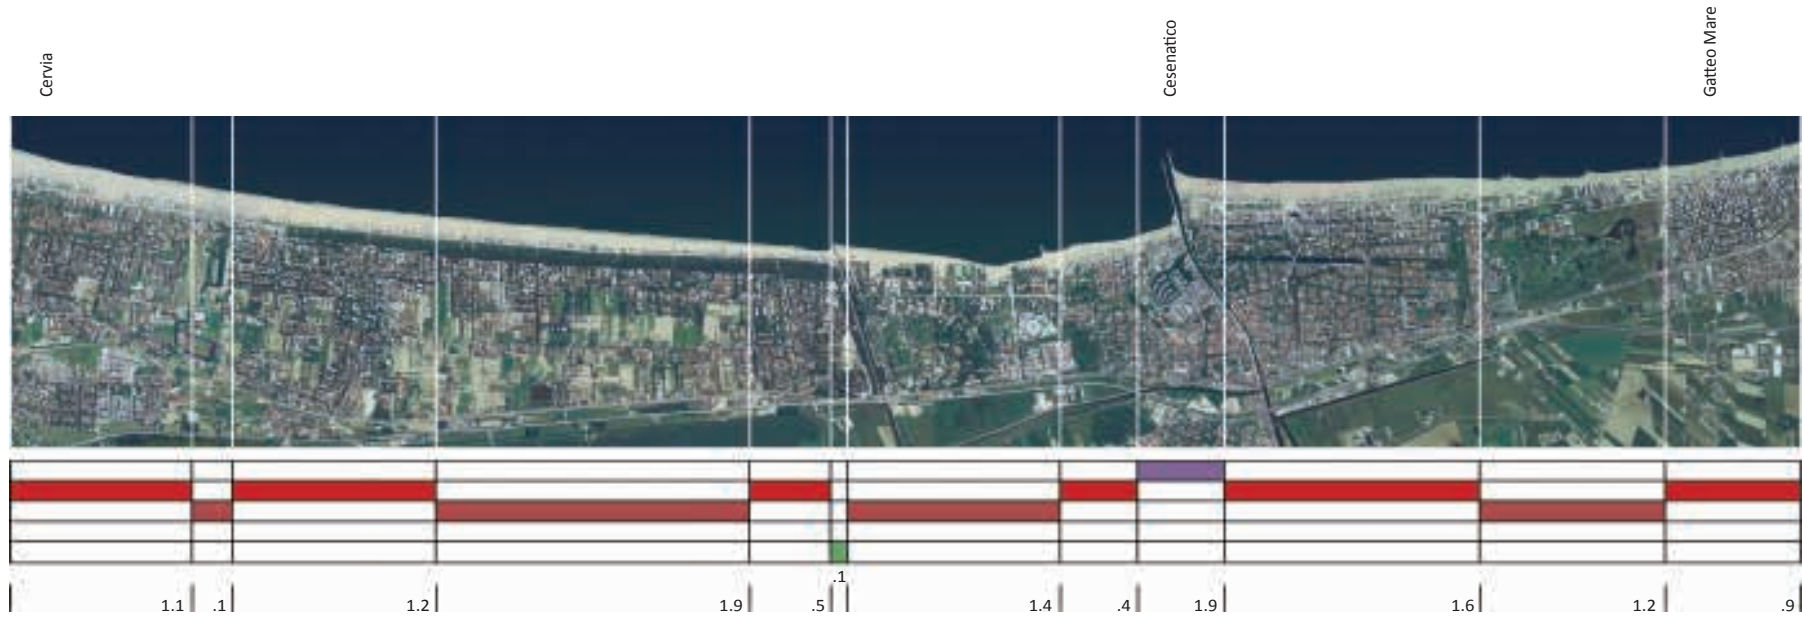 Cervia
Cesenatico
Gatteo Mare
.1
1.1 .1 1.2 1.9 .5 1.4 .4 1.9 1.6 1.2 .9